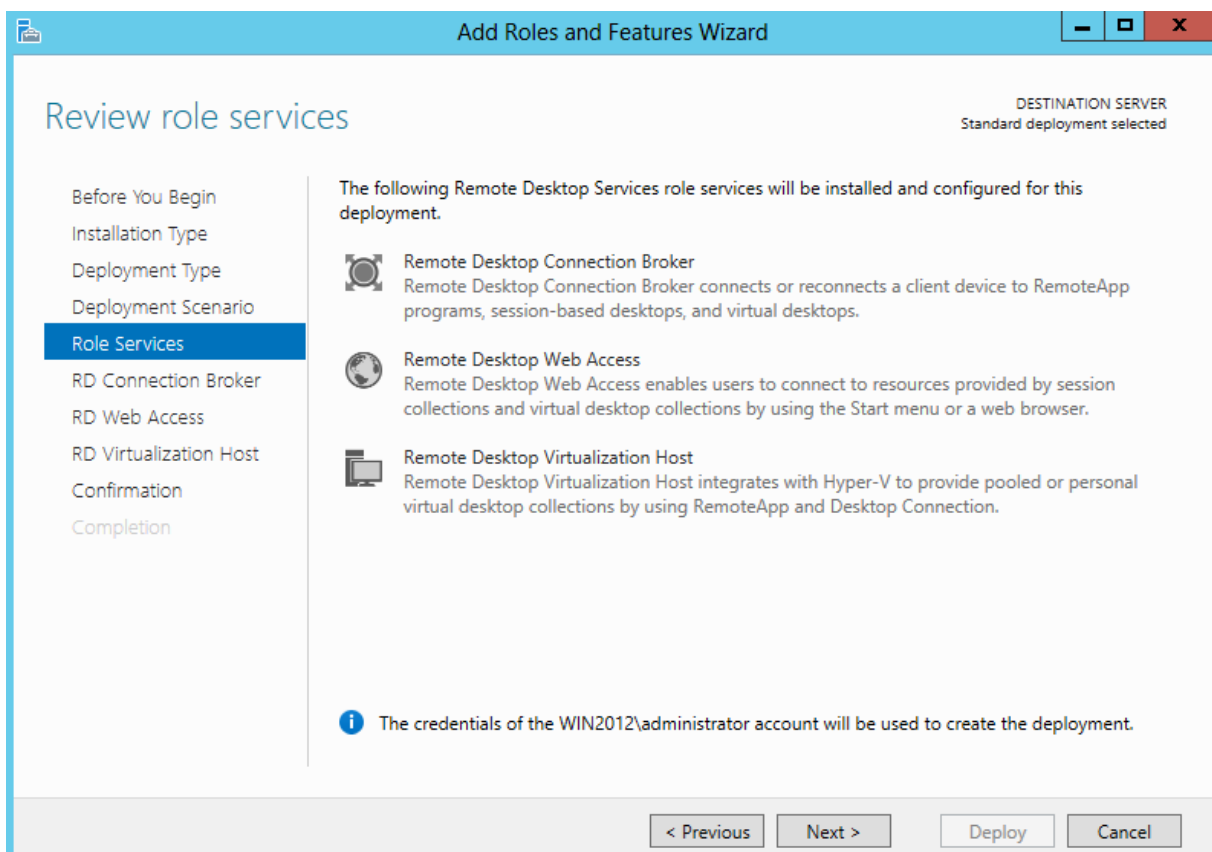 Add Roles and Features Wizard
Review role services
DESTINATION SERVER
Standard deployment selected
Before You Begin
Installation Type
Deployment Type
Deployment Scenario
Role Services
RD Connection Broker
RD Web Access
RD Virtualization Host
Confirmation
Completion
The following Remote Desktop Services role services will be installed and configured for this
deployment.
Remote Desktop Connection Broker
Remote Desktop Connection Broker connects or reconnects a client device to RemoteApp
programs, session-based desktops, and virtual desktops.
Remote Desktop Web Access
Remote Desktop Web Access enables users to connect to resources provided by session
collections and virtual desktop collections by using the Start menu or a web browser.
Remote Desktop Virtualization Host
Remote Desktop Virtualization Host integrates with Hyper-V to provide pooled or personal
virtual desktop collections by using RemoteApp and Desktop Connection.
The credentials of the WIN2012\administrator account will be used to create the deployment.
< Previous
Next >
Deploy
Cancel